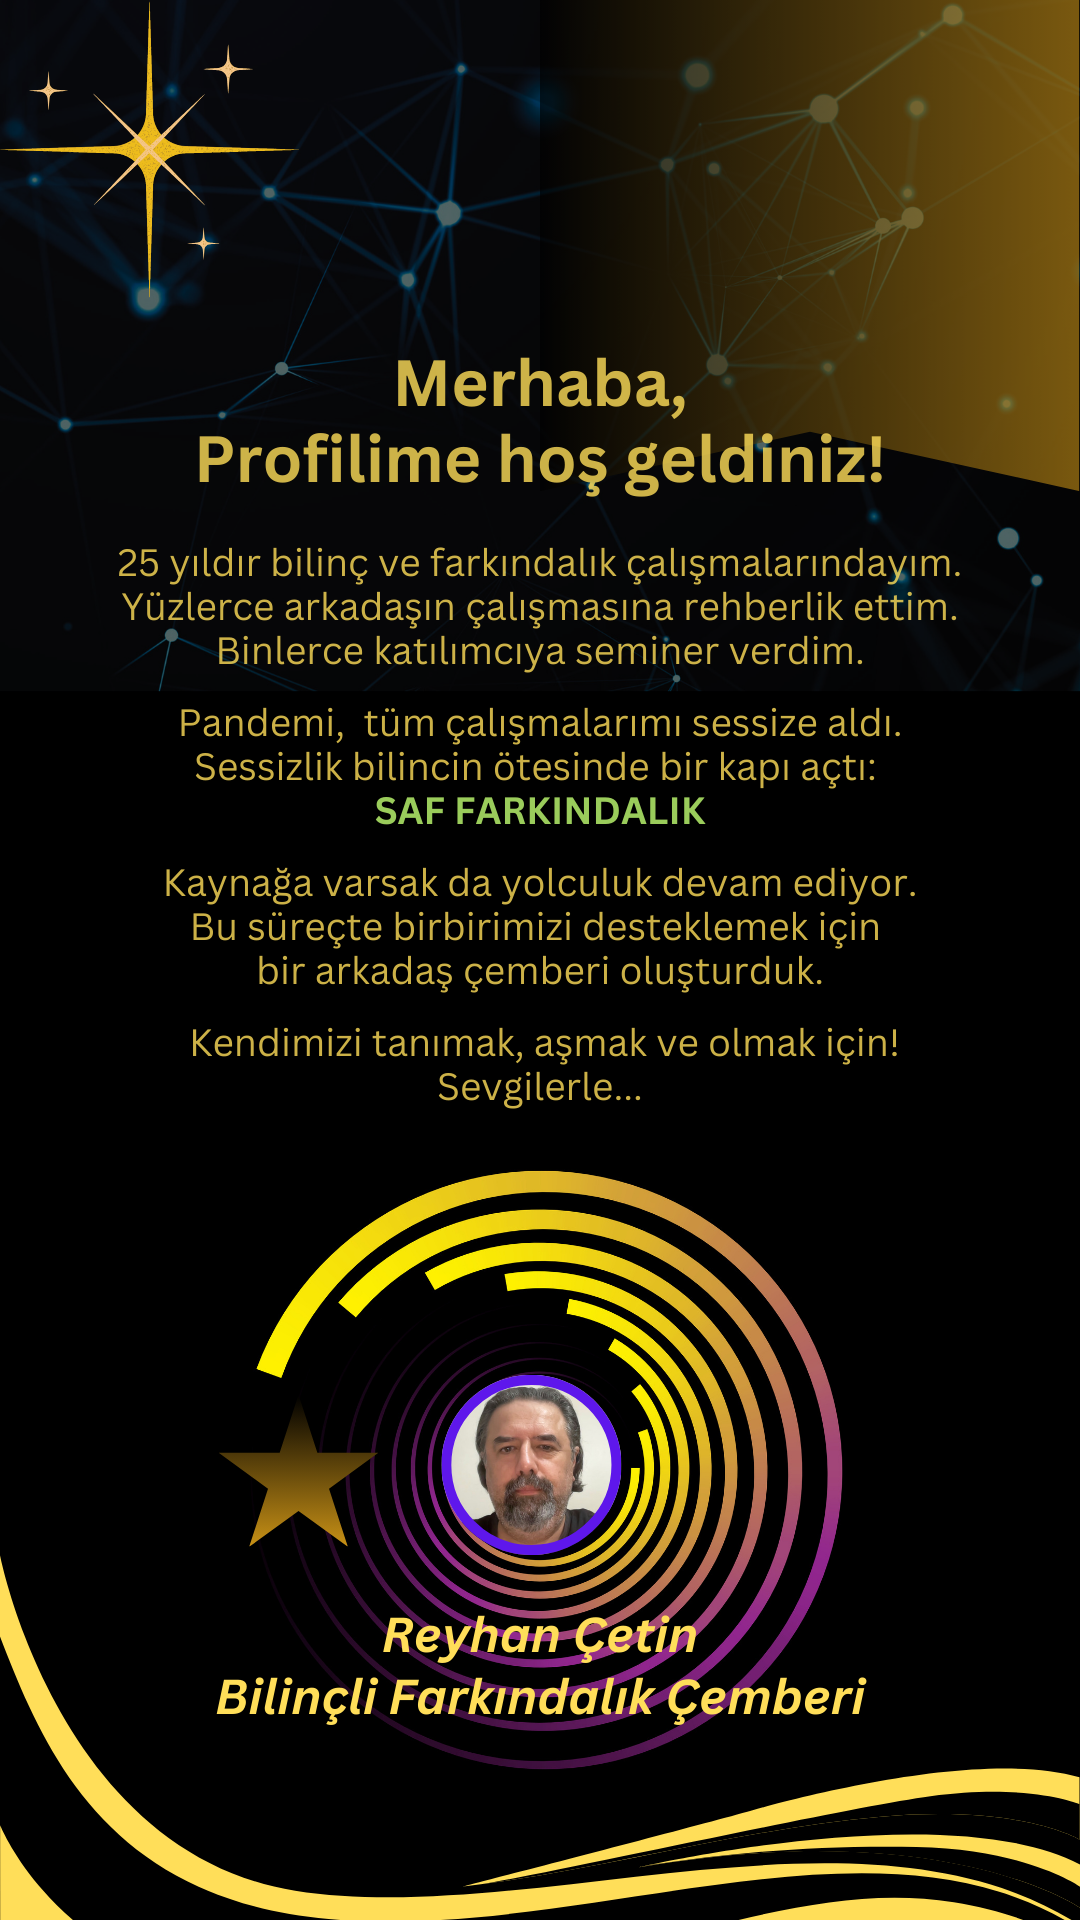 Merhaba,
Profilime hoş geldiniz!
25 yıldır bilinç ve farkındalık çalışmalarındayım.
Yüzlerce arkadaşın çalışmasına rehberlik ettim.
Binlerce katılımcıya seminer verdim.
Pandemi,  tüm çalışmalarımı sessize aldı.
Sessizlik bilincin ötesinde bir kapı açtı:
SAF FARKINDALIK
Kaynağa varsak da yolculuk devam ediyor.
Bu süreçte birbirimizi desteklemek için
bir arkadaş çemberi oluşturduk.
Kendimizi tanımak, aşmak ve olmak için!
Sevgilerle...
Reyhan Çetin
Bilinçli Farkındalık Çemberi